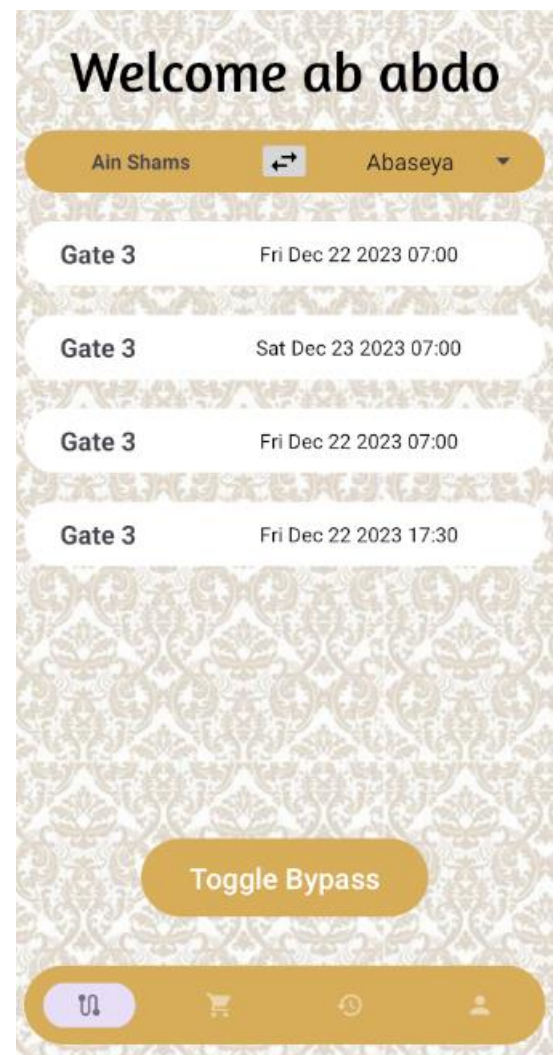 Welcome ab abdo
Ain Shams Abaseya
Gate 3 Fri Dec 22 2023 07:00
Gate 3 Sat Dec 23 2023 07:00
Gate 3 Fri Dec 22 2023 07:00
Gate 3 Fri Dec 22 2023 17:30
Toggle Bypass